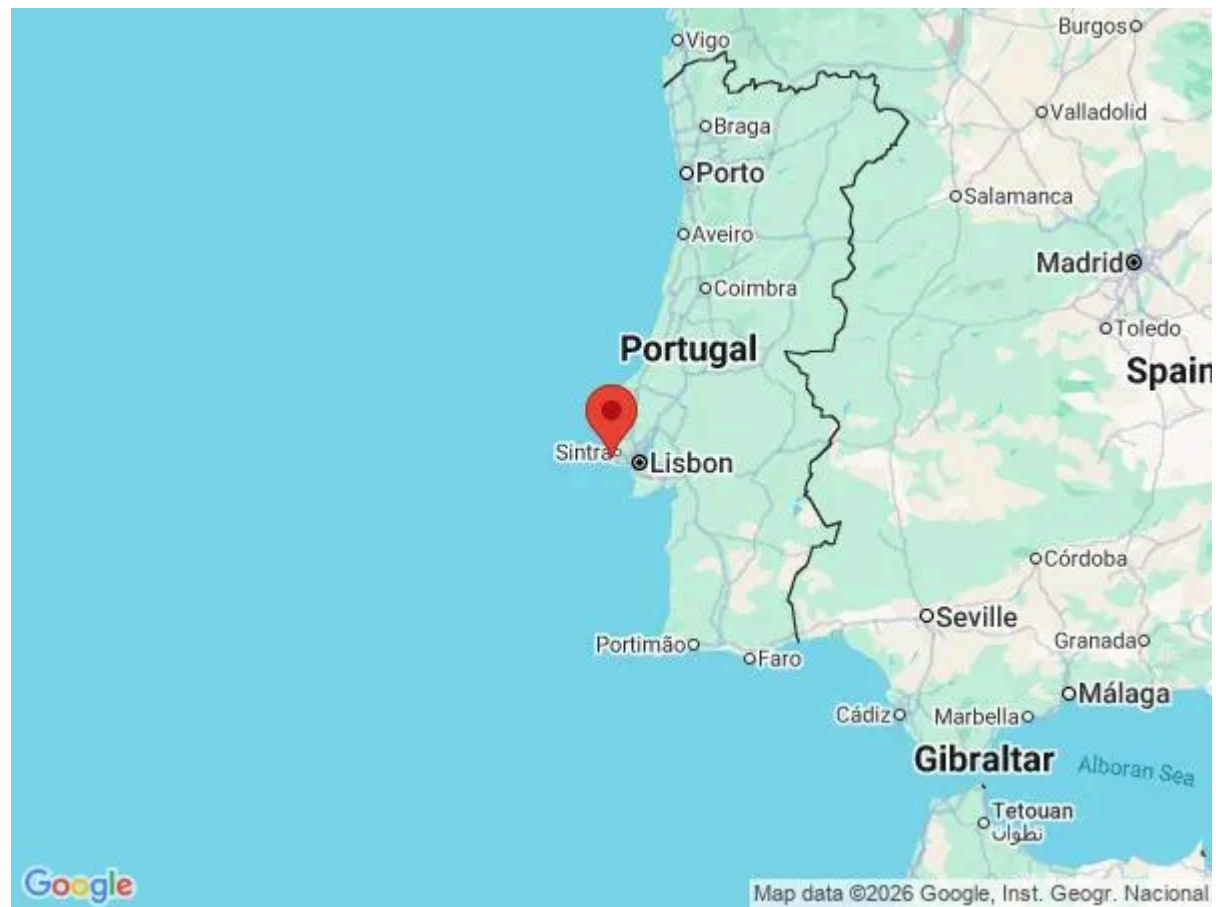 Burgos
Vigo
Valladolid
Braga
Porto
Salamanca
Aveiro
Madrid
Coimbra
Toledo
Portugal
Spain
Sintra
Lisbon
Córdoba
Seville
Portimão
Granada
Faro
Málaga
Cádiz
Marbella
Gibraltar
Alboran Sea
Tetouan
تطوان
Google
Map data ©2026 Google, Inst. Geogr. Nacional